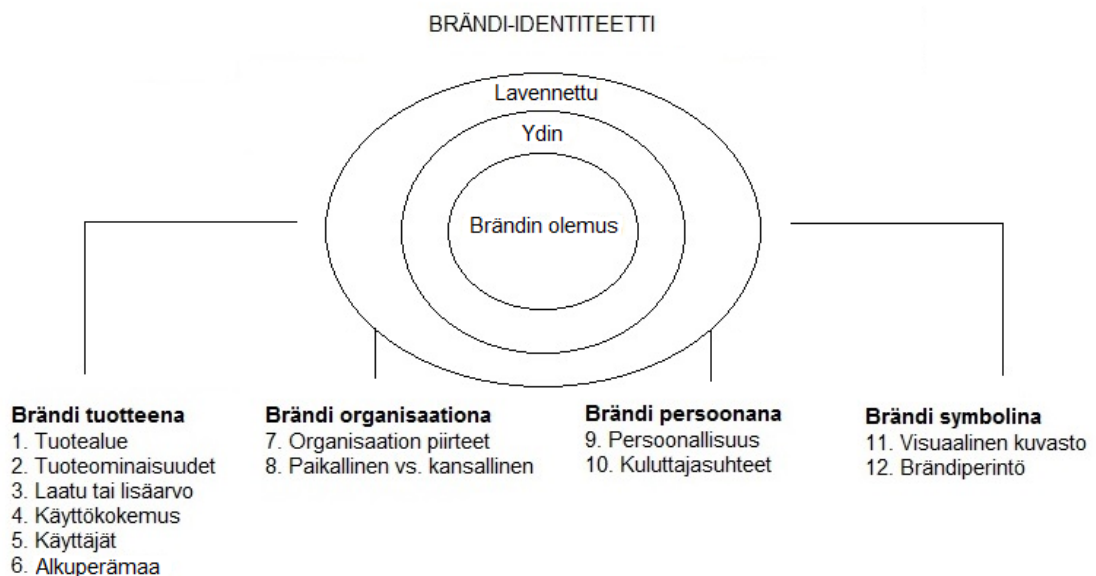 BRÄNDI-IDENTITEETTI
Lavennettu
Ydin
Brändin olemus
Brändi tuotteena
1. Tuotealue
2. Tuoteominaisuudet
3. Laatu tai lisäarvo
4. Käyttökokemus
5. Käyttäjät
6. Alkuperämaa
Brändi organisaationa
7. Organisaation piirteet
8. Paikallinen vs. kansallinen
Brändi persoonana
9. Persoonallisuus
10. Kuluttajasuhteet
Brändi symbolina
11. Visuaalinen kuvasto
12. Brändiperintö